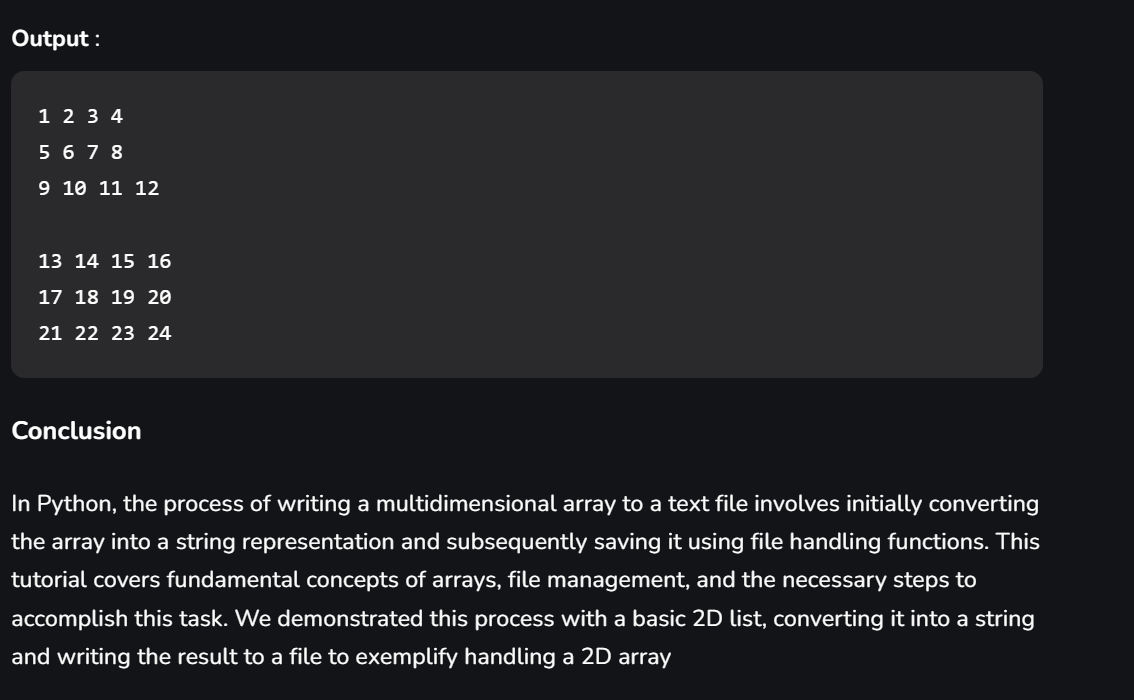 Output :
1 2 3 4
5 6 7 8
9 10 11 12
13 14 15 16
17 18 19 20
21 22 23 24
Conclusion
In Python, the process of writing a multidimensional array to a text file involves initially converting
the array into a string representation and subsequently saving it using file handling functions. This
tutorial covers fundamental concepts of arrays, file management, and the necessary steps to
accomplish this task. We demonstrated this process with a basic 2D list, converting it into a string
and writing the result to a file to exemplify handling a 2D array